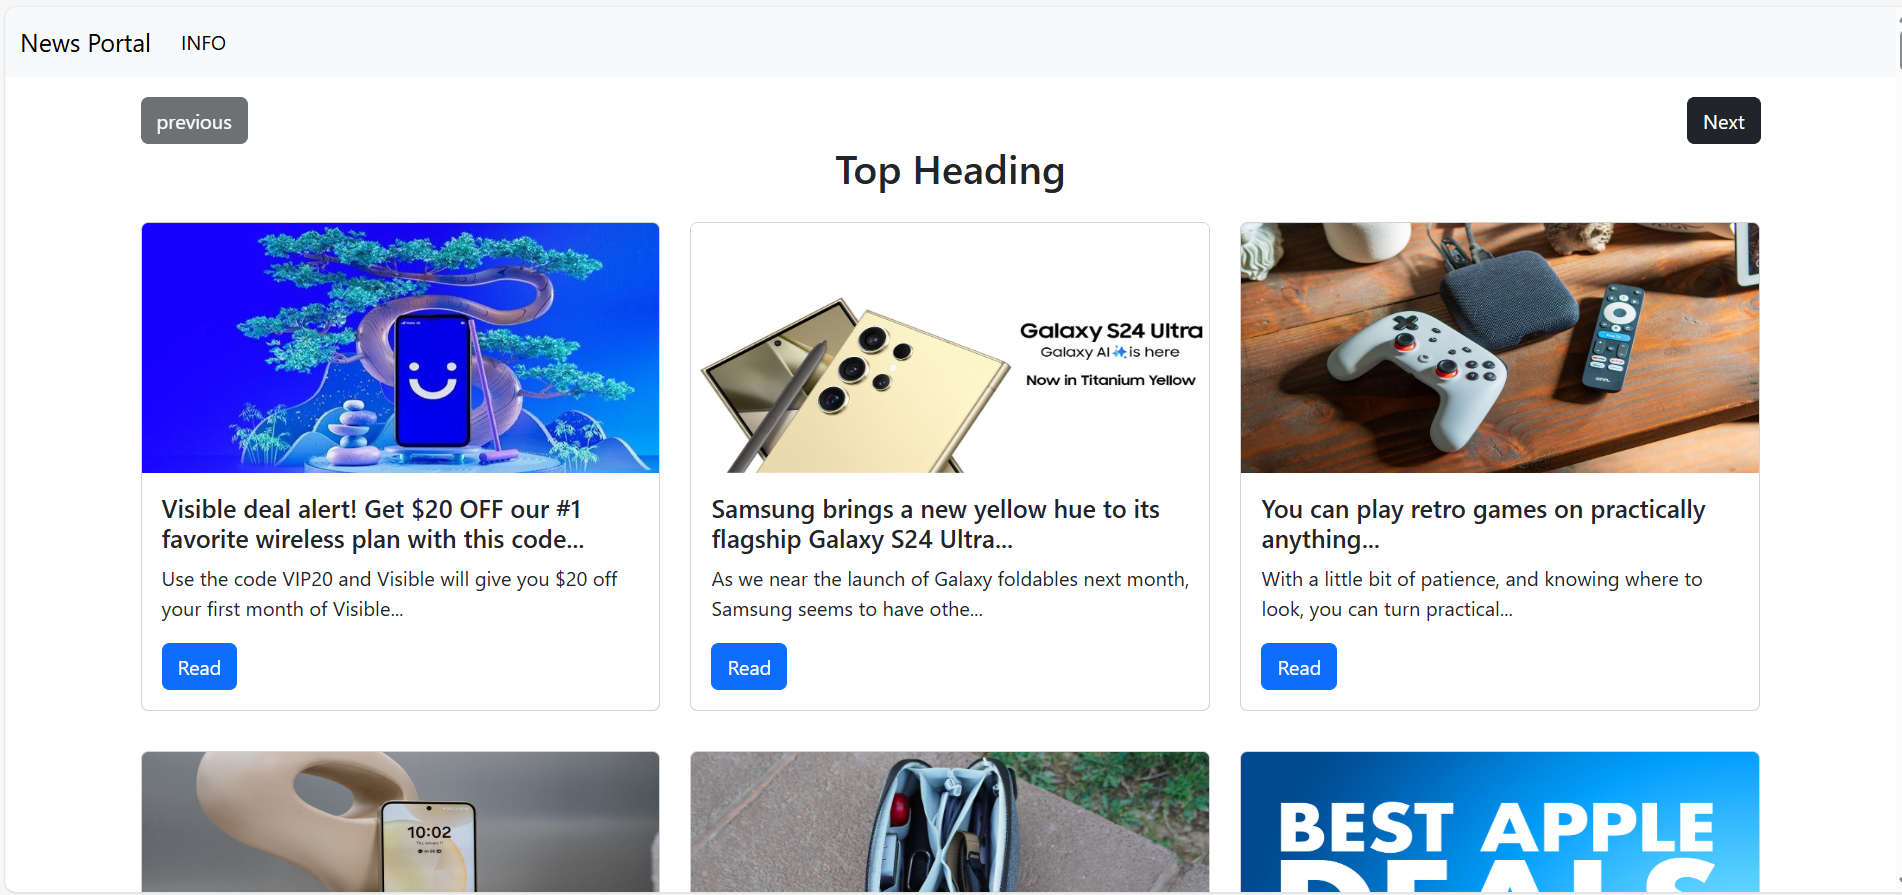 News Portal INFO
previous
Next
Top Heading
Galaxy S24 Ultra
Galaxy AI is here
Now in Titanium Yellow
Visible deal alert! Get $20 OFF our #1
favorite wireless plan with this code...
Use the code VIP20 and Visible will give you $20 off
your first month of Visible...
Read
Samsung brings a new yellow hue to its
flagship Galaxy S24 Ultra...
As we near the launch of Galaxy foldables next month,
Samsung seems to have othe...
Read
You can play retro games on practically
anything...
With a little bit of patience, and knowing where to
look, you can turn practical...
Read
10:02
BEST APPLE
DEALS